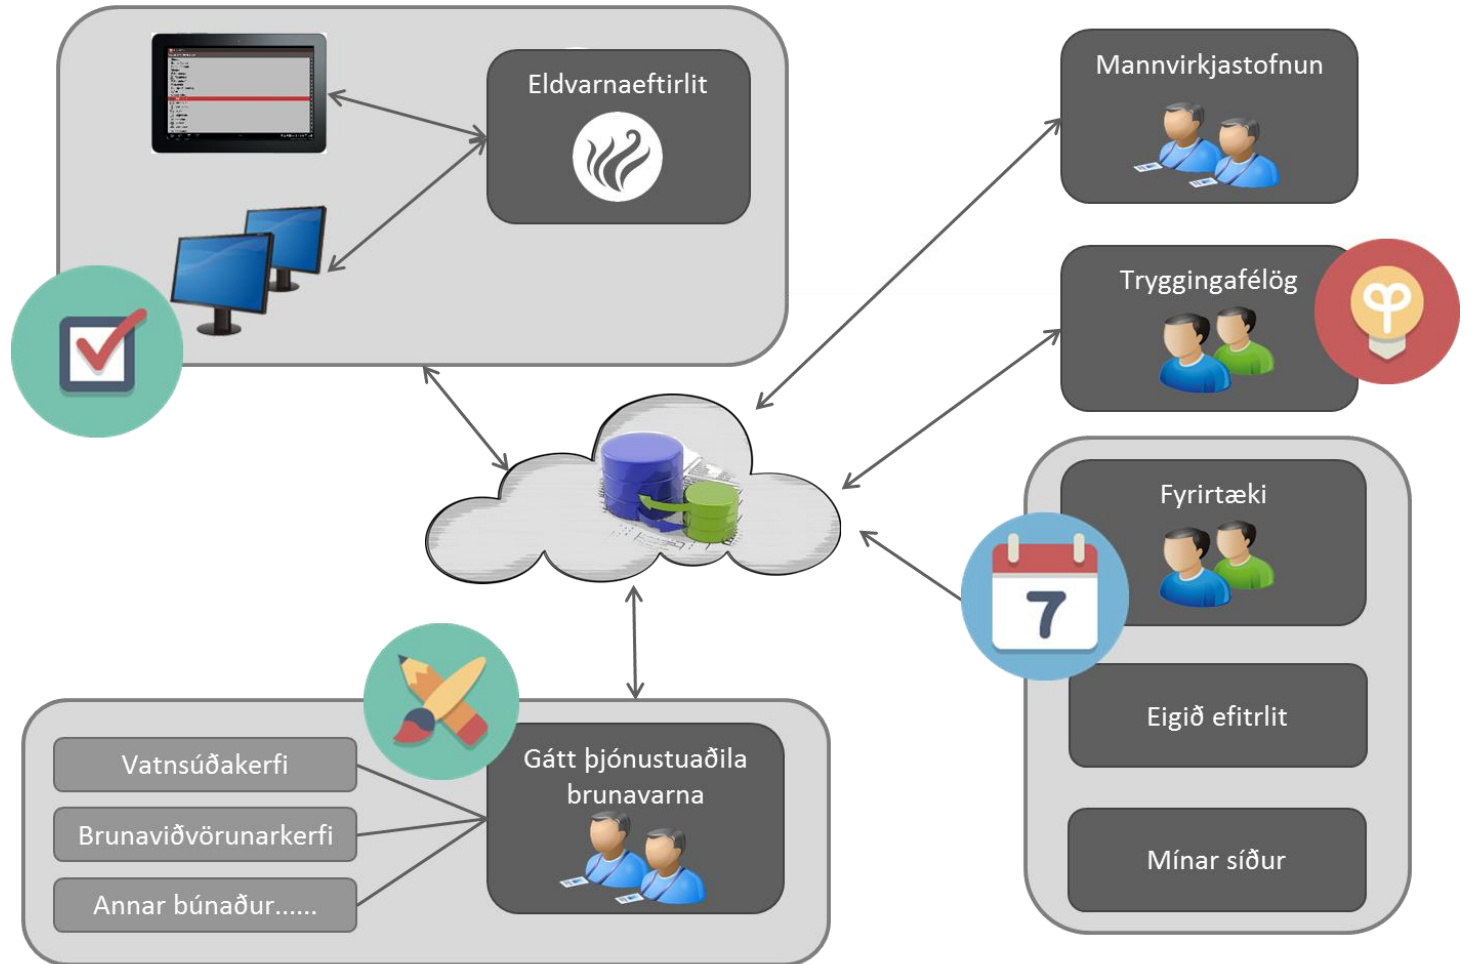 Eldvarnaeftirlit
Mannvirkjastofnun
Tryggingafélög
Fyrirtæki
7
Eigið efitrlit
Mínar síður
Gátt þjónustuaðila
brunavarna
Vatnsúðakerfi
Brunaviðvörunarkerfi
Annar búnaður......